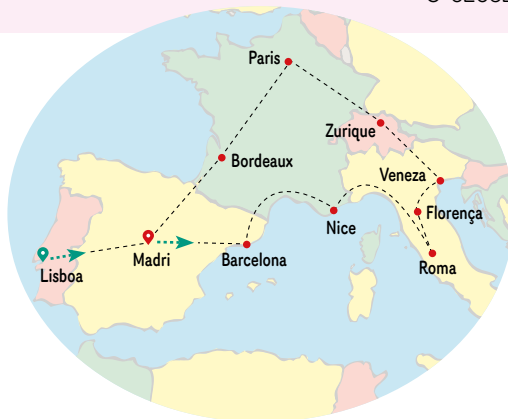 Paris
Zurique
Bordeaux
Veneza
Florença
Nice
Madri
Barcelona
Roma
Lisboa